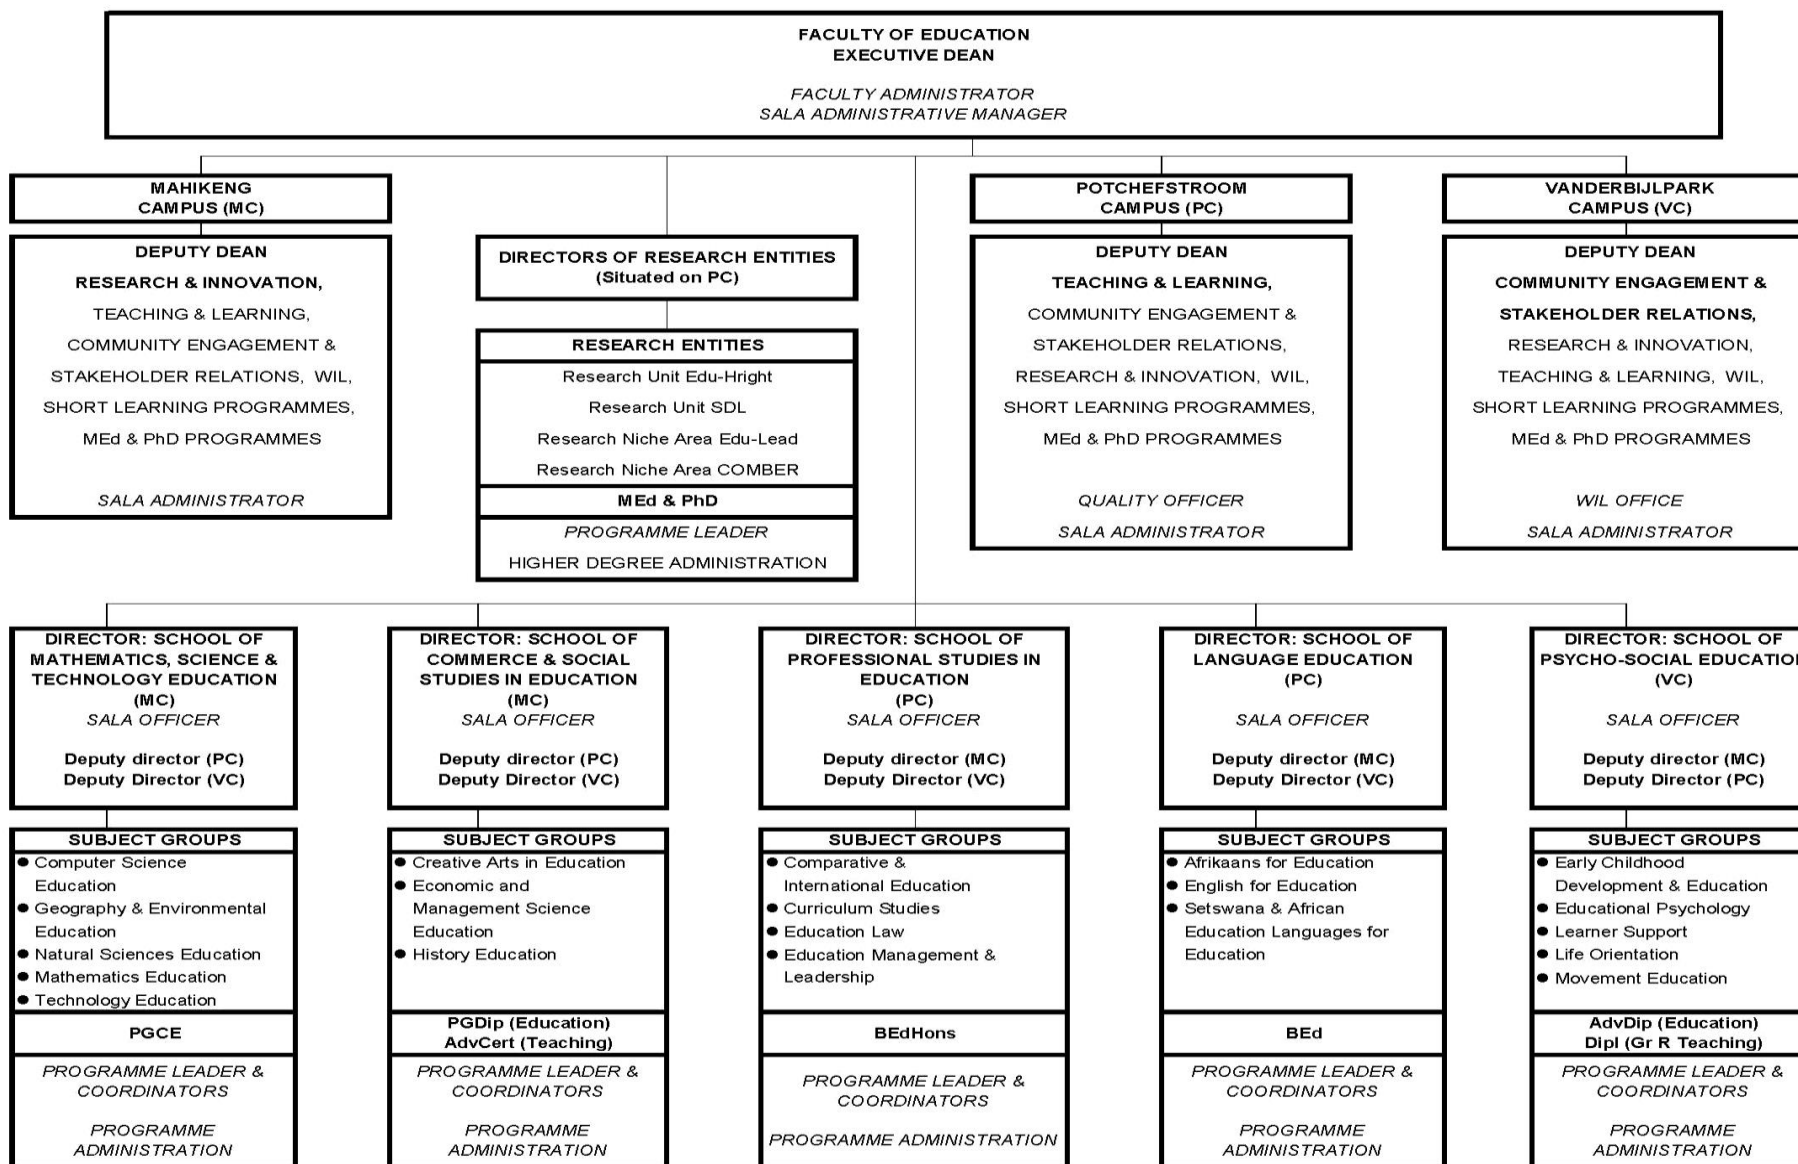 FACULTY OF EDUCATION
EXECUTIVE DEAN
FACULTY ADMINISTRATOR
SALA ADMINISTRATIVE MANAGER
MAHIKENG
CAMPUS (MC)
DEPUTY DEAN
RESEARCH & INNOVATION,
TEACHING & LEARNING,
COMMUNITY ENGAGEMENT &
STAKEHOLDER RELATIONS, WIL,
SHORT LEARNING PROGRAMMES,
MEd & PhD PROGRAMMES
SALA ADMINISTRATOR
DIRECTORS OF RESEARCH ENTITIES
(Situated on PC)
RESEARCH ENTITIES
Research Unit Edu-Hright
Research Unit SDL
Research Niche Area Edu-Lead
Research Niche Area COMBER
MEd & PhD
PROGRAMME LEADER
HIGHER DEGREE ADMINISTRATION
POTCHEFSTROOM
CAMPUS (PC)
DEPUTY DEAN
TEACHING & LEARNING,
COMMUNITY ENGAGEMENT &
STAKEHOLDER RELATIONS,
RESEARCH & INNOVATION, WIL,
SHORT LEARNING PROGRAMMES,
MEd & PhD PROGRAMMES
QUALITY OFFICER
SALA ADMINISTRATOR
VANDERBIJLPARK
CAMPUS (VC)
DEPUTY DEAN
COMMUNITY ENGAGEMENT &
STAKEHOLDER RELATIONS,
RESEARCH & INNOVATION,
TEACHING & LEARNING, WIL,
SHORT LEARNING PROGRAMMES,
MEd & PhD PROGRAMMES
WIL OFFICE
SALA ADMINISTRATOR
DIRECTOR: SCHOOL OF
MATHEMATICS, SCIENCE &
TECHNOLOGY EDUCATION
(MC)
SALA OFFICER
Deputy director (PC)
Deputy Director (VC)
SUBJECT GROUPS
● Computer Science
Education
● Geography & Environmental
Education
● Natural Sciences Education
● Mathematics Education
● Technology Education
PGCE
PROGRAMME LEADER &
COORDINATORS
PROGRAMME
ADMINISTRATION
DIRECTOR: SCHOOL OF
COMMERCE & SOCIAL
STUDIES IN EDUCATION
(MC)
SALA OFFICER
Deputy director (PC)
Deputy Director (VC)
SUBJECT GROUPS
● Creative Arts in Education
● Economic and
Management Science
Education
● History Education
PGDip (Education)
AdvCert (Teaching)
PROGRAMME LEADER &
COORDINATORS
PROGRAMME
ADMINISTRATION
DIRECTOR: SCHOOL OF
PROFESSIONAL STUDIES IN
EDUCATION
(PC)
SALA OFFICER
Deputy director (MC)
Deputy Director (VC)
SUBJECT GROUPS
● Comparative &
International Education
● Curriculum Studies
● Education Law
● Education Management &
Leadership
BEdHons
PROGRAMME LEADER &
COORDINATORS
PROGRAMME ADMINISTRATION
DIRECTOR: SCHOOL OF
LANGUAGE EDUCATION
(PC)
SALA OFFICER
Deputy director (MC)
Deputy Director (VC)
SUBJECT GROUPS
● Afrikaans for Education
● English for Education
● Setswana & African
Education Languages for
Education
BEd
PROGRAMME LEADER &
COORDINATORS
PROGRAMME
ADMINISTRATION
DIRECTOR: SCHOOL OF
PSYCHO-SOCIAL EDUCATION
(VC)
SALA OFFICER
Deputy director (MC)
Deputy Director (PC)
SUBJECT GROUPS
● Early Childhood
Development & Education
● Educational Psychology
● Learner Support
● Life Orientation
● Movement Education
AdvDip (Education)
Dipl (Gr R Teaching)
PROGRAMME LEADER &
COORDINATORS
PROGRAMME
ADMINISTRATION